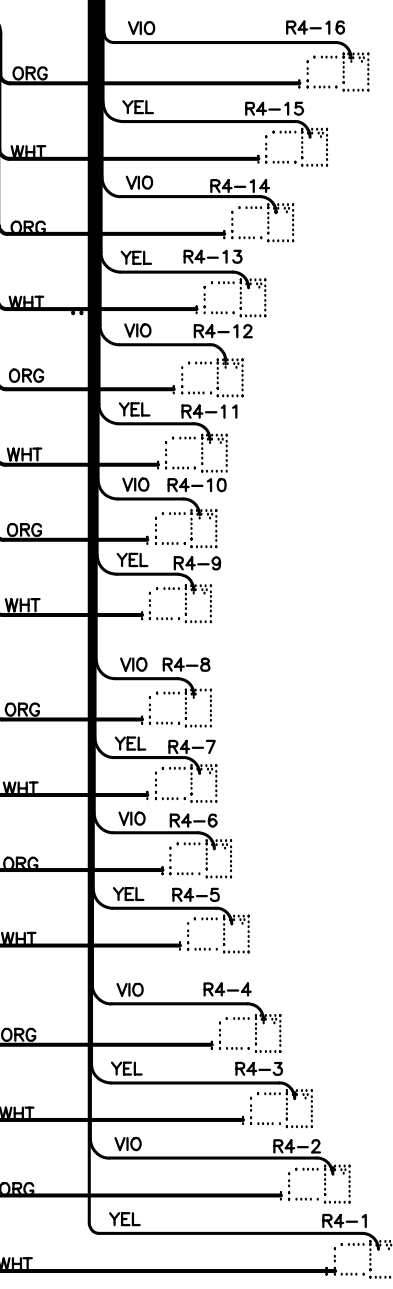 VIO R4-16
ORG
YEL R4-15
WHT
VIO R4-14
ORG
YEL R4-13
WHT
VIO R4-12
ORG
YEL R4-11
WHT
VIO R4-10
ORG
YEL R4-9
WHT
VIO R4-8
ORG
YEL R4-7
WHT
VIO R4-6
ORG
YEL R4-5
WHT
VIO R4-4
ORG
YEL R4-3
WHT
VIO R4-2
ORG
YEL R4-1
WHT